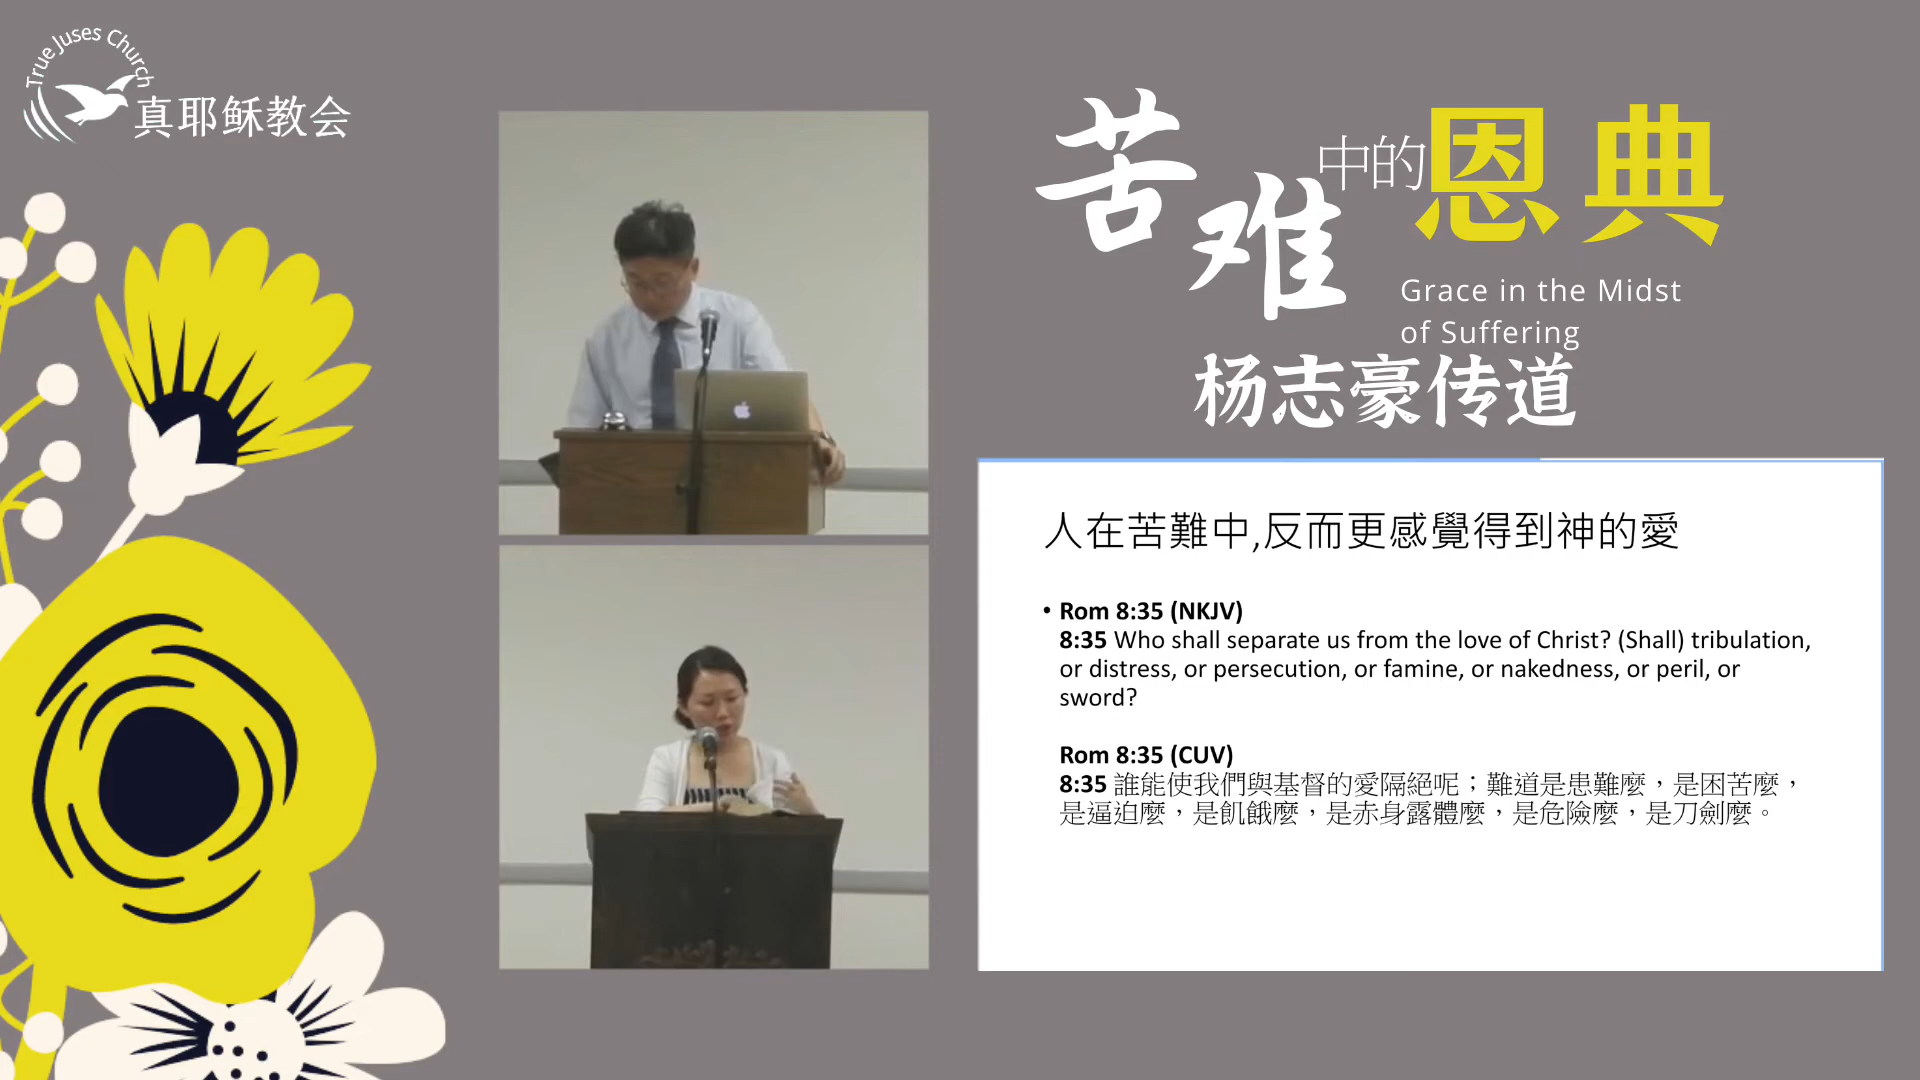 True Juses Church
真耶稣教会
苦难中的恩典
Grace in the Midst
of Suffering
杨志豪传道
人在苦難中,反而更感覺得到神的愛
• Rom 8:35 (NKJV)
8:35 Who shall separate us from the love of Christ? (Shall) tribulation,
or distress, or persecution, or famine, or nakedness, or peril, or
sword?
Rom 8:35 (CUV)
8:35 誰能使我們與基督的愛隔絕呢；難道是患難麼，是困苦麼，
是逼迫麼，是飢餓麼，是赤身露體麼，是危險麼，是刀劍麼。